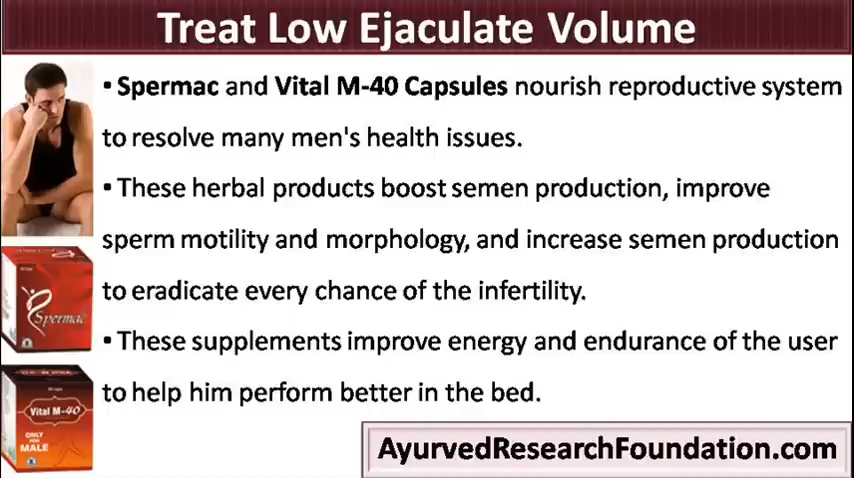 Treat Low Ejaculate Volume
• Spermac and Vital M-40 Capsules nourish reproductive system
to resolve many men's health issues.
• These herbal products boost semen production, improve
sperm motility and morphology, and increase semen production
to eradicate every chance of the infertility.
• These supplements improve energy and endurance of the user
to help him perform better in the bed.
Spermac
Vital M-40
ONLY
FOR
MALE
AyurvedResearchFoundation.com